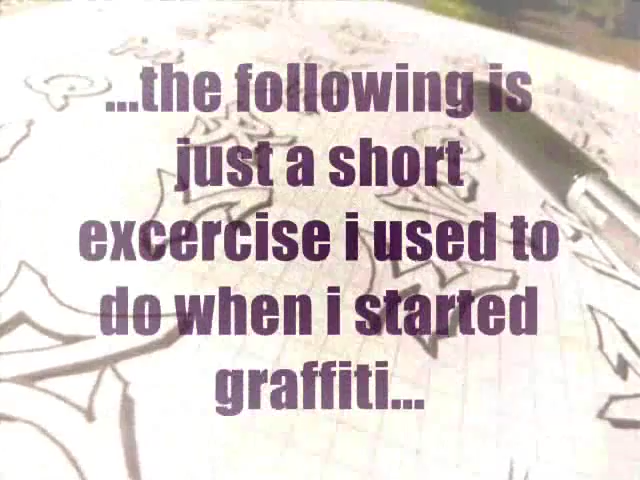 ...the following is
just a short
excercise i used to
do when i started
graffiti...